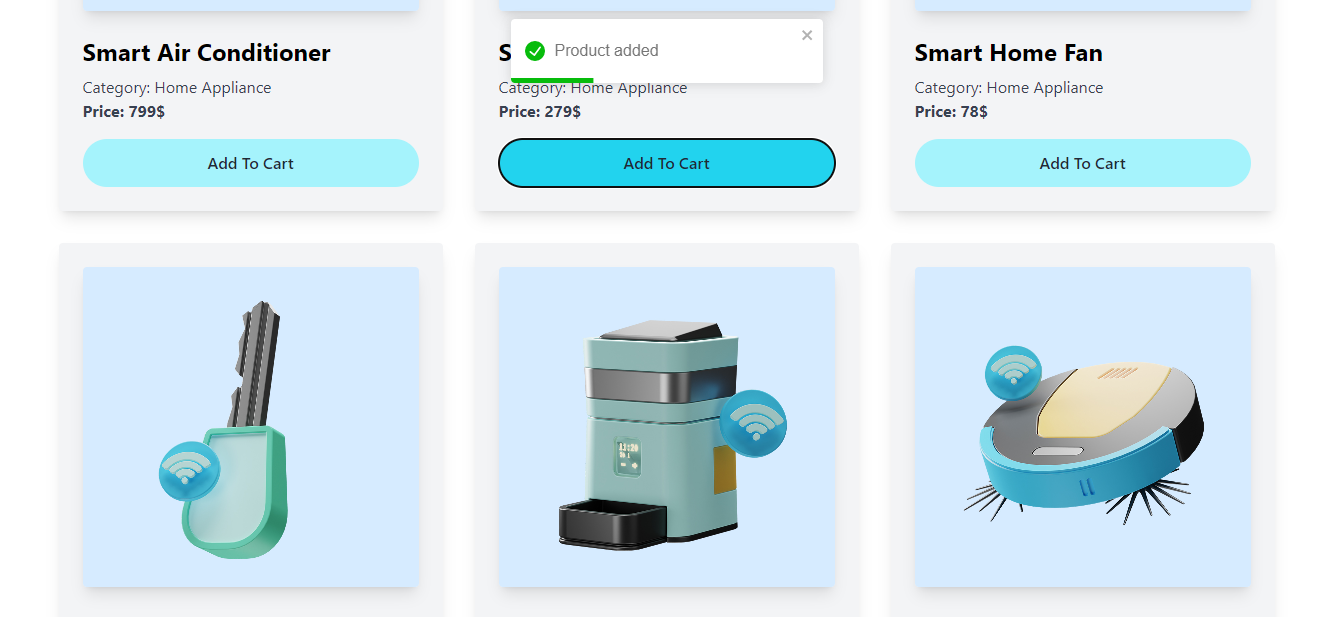 Smart Air Conditioner
Category: Home Appliance
Price: 799$
Add To Cart
Product added
Category: Home Appliance
Price: 279$
Add To Cart
Smart Home Fan
Category: Home Appliance
Price: 78$
Add To Cart